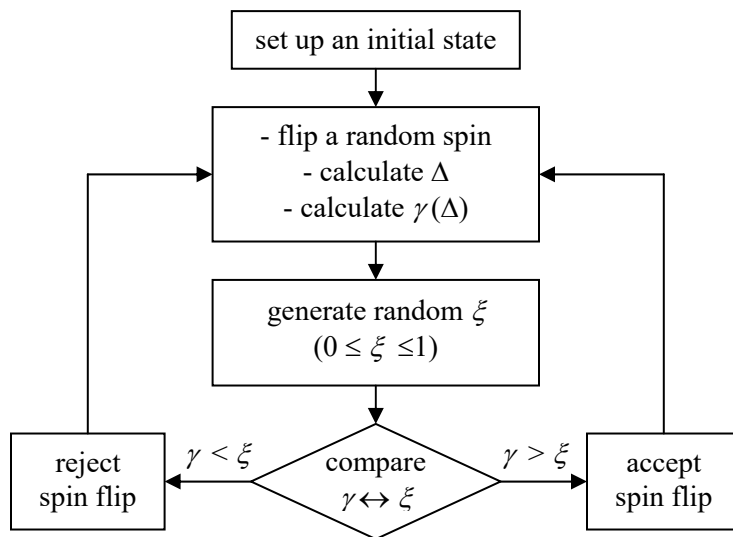 set up an initial state
- flip a random spin
- calculate Δ
- calculate γ(Δ)
generate random ξ
(0 ≤ ξ ≤1)
γ < ξ
γ > ξ
reject
spin flip
compare
γ↔ ξ
accept
spin flip